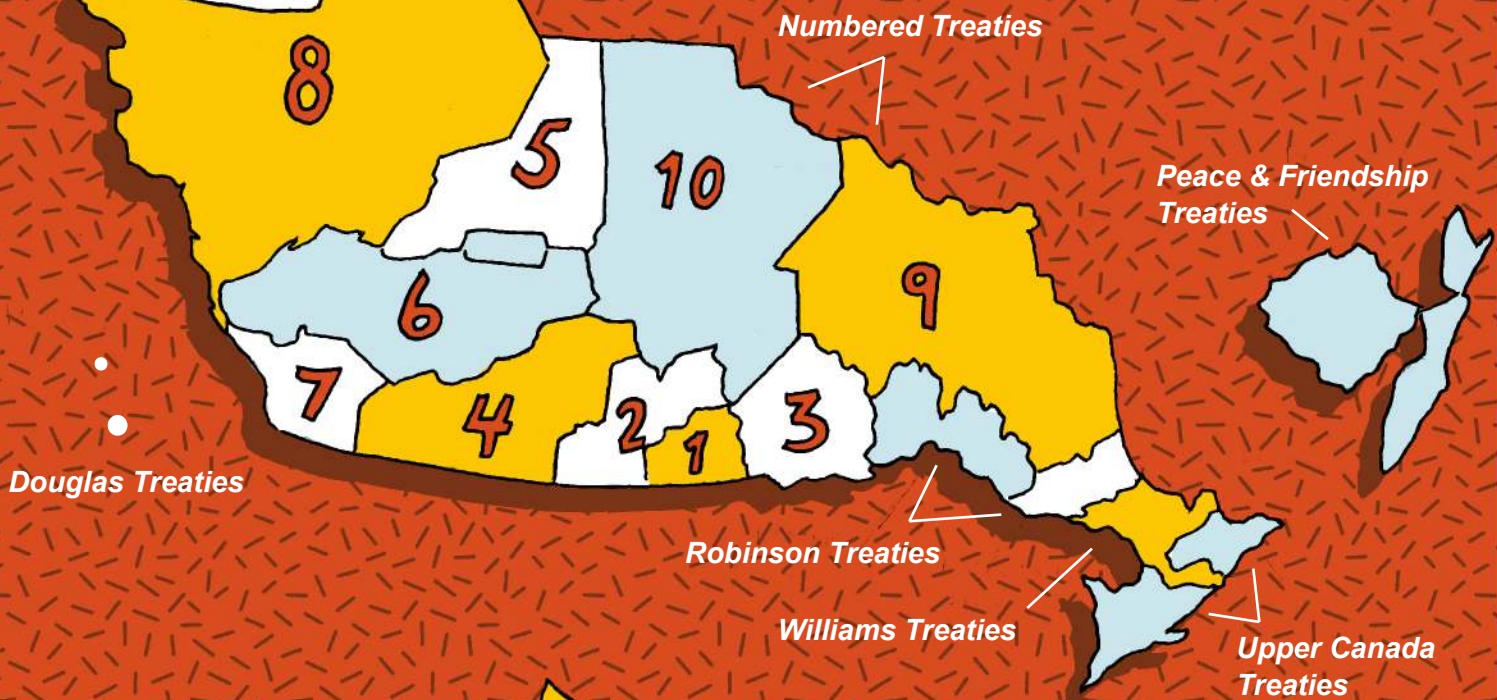 Numbered Treaties
8
5
10
Peace & Friendship
Treaties
9
6
7
4
2
1
3
Douglas Treaties
Robinson Treaties
Williams Treaties
Upper Canada
Treaties